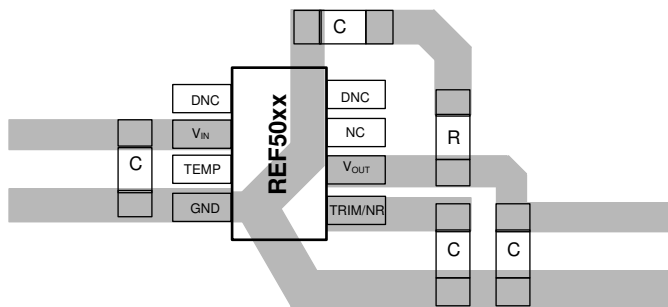 C
DNC
VIN
TEMP
GND
REF50xx
DNC
NC
VOUT
TRIM/NR
C
R
C
C